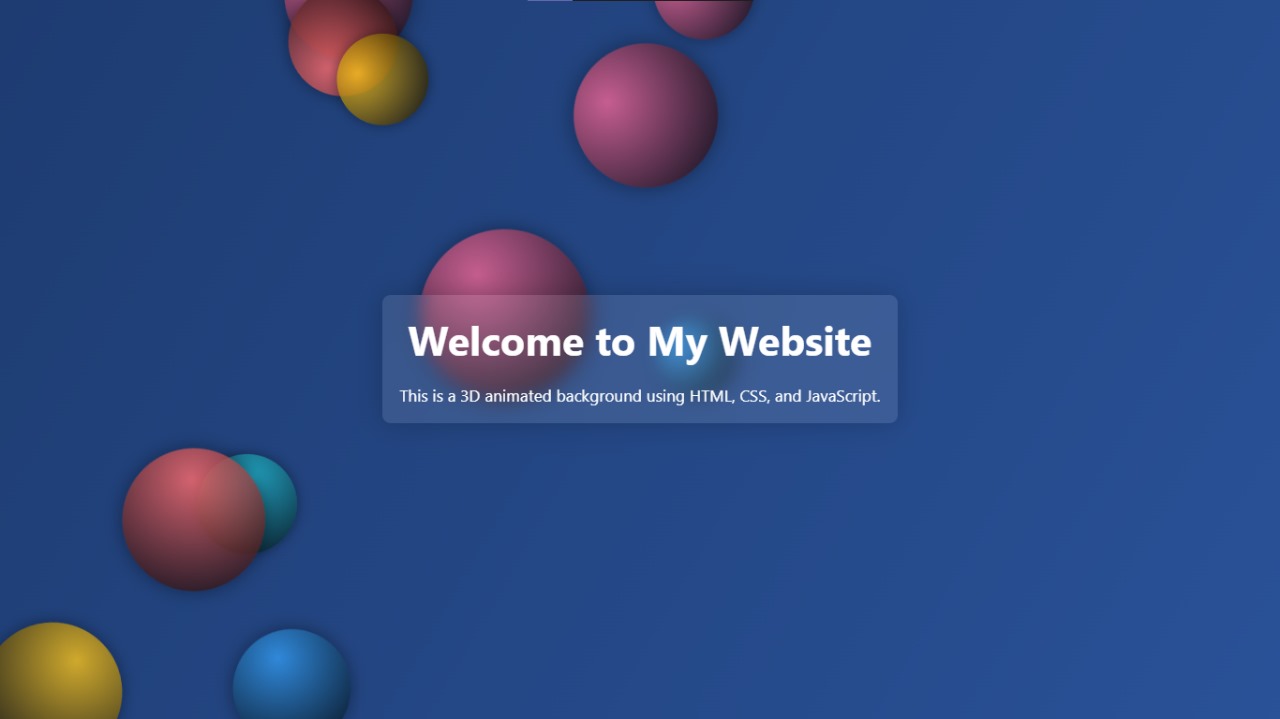 Welcome to My Website
This is a 3D animated background using HTML, CSS, and JavaScript.